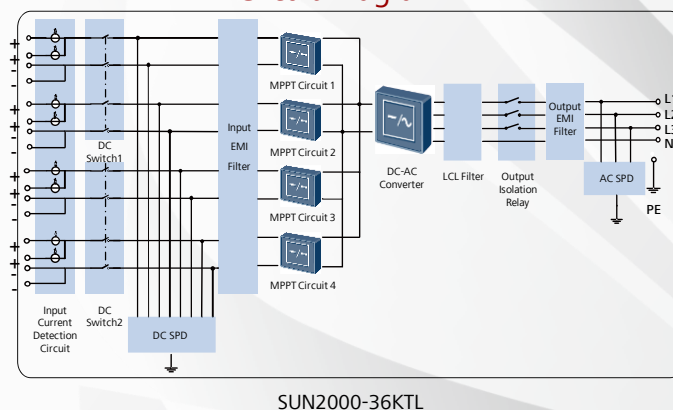 +
+
-
-
+
+
-
-
+
+
-
-
+
+
-
-
DC
Switch1
Input
EMI
Filter
MPPT Circuit 1
MPPT Circuit 2
MPPT Circuit 3
MPPT Circuit 4
DC-AC
Converter
LCL Filter
Output
Isolation
Relay
Output
EMI
Filter
L2
N
AC SPD
PE
Input
Current
Detection
Circuit
DC
Switch2
DC SPD
SUN2000-36KTL